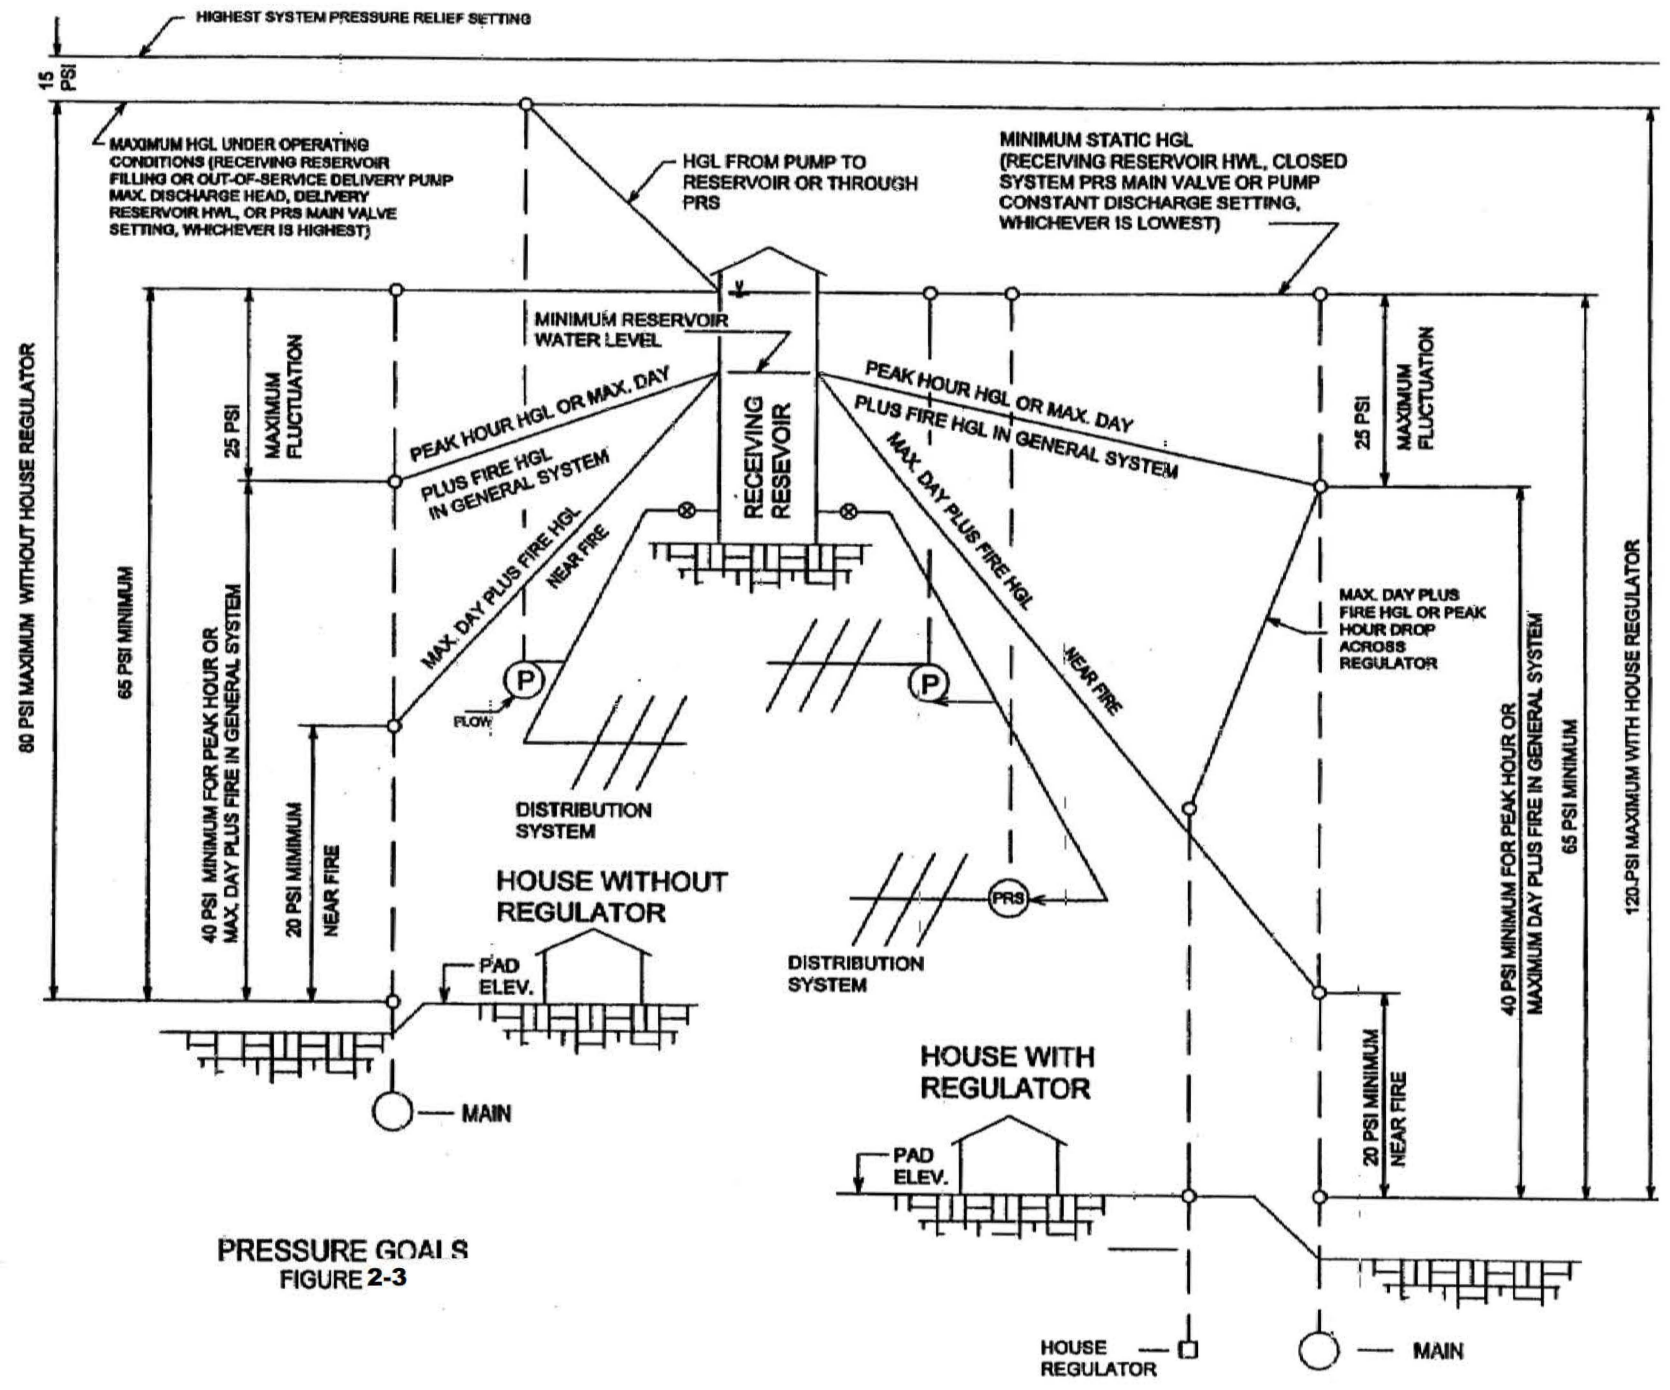 HIGHEST SYSTEM PRESSURE RELIEF SETTING
15
PSI
MAXIMUM HGL UNDER OPERATING
CONDITIONS (RECEIVING RESERVOIR
FILLING OR OUT-OF-SERVICE DELIVERY PUMP
MAX. DISCHARGE HEAD, DELIVERY
RESERVOIR HWL, OR PRS MAIN VALVE
SETTING, WHICHEVER IS HIGHEST)
HGL FROM PUMP TO
RESERVOIR OR THROUGH
PRS
MINIMUM STATIC HGL
(RECEIVING RESERVOIR HWL, CLOSED
SYSTEM PRS MAIN VALVE OR PUMP
CONSTANT DISCHARGE SETTING,
WHICHEVER IS LOWEST)
80 PSI MAXIMUM WITHOUT HOUSE REGULATOR
65 PSI MINIMUM
25 PSI
MAXIMUM
FLUCTUATION
40 PSI MINIMUM FOR PEAK HOUR OR
MAX. DAY PLUS FIRE IN GENERAL SYSTEM
20 PSI MIMIMUM
NEAR FIRE
MINIMUM RESERVOIR
WATER LEVEL
PEAK HOUR HGL OR MAX. DAY
PLUS FIRE HGL
IN GENERAL SYSTEM
MAX. DAY PLUS FIRE HGL
NEAR FIRE
RECEIVING
RESEVOIR
PEAK HOUR HGL OR MAX. DAY
PLUS FIRE HGL IN GENERAL SYSTEM
MAX. DAY PLUS FIRE HGL
NEAR FIRE
25 PSI
MAXIMUM
FLUCTUATION
MAX. DAY PLUS
FIRE HGL OR PEAK
HOUR DROP
ACROSS
REGULATOR
P
FLOW
P
DISTRIBUTION
SYSTEM
HOUSE WITHOUT
REGULATOR
PRS
DISTRIBUTION
SYSTEM
PAD
ELEV.
MAIN
HOUSE WITH
REGULATOR
PAD
ELEV.
20 PSI MINIMUM
NEAR FIRE
40 PSI MINIMUM FOR PEAK HOUR OR
MAXIMUM DAY PLUS FIRE IN GENERAL SYSTEM
65 PSI MINIMUM
120-PSI MAXIMUM WITH HOUSE REGULATOR
PRESSURE GOALS
FIGURE 2-3
HOUSE
REGULATOR
MAIN